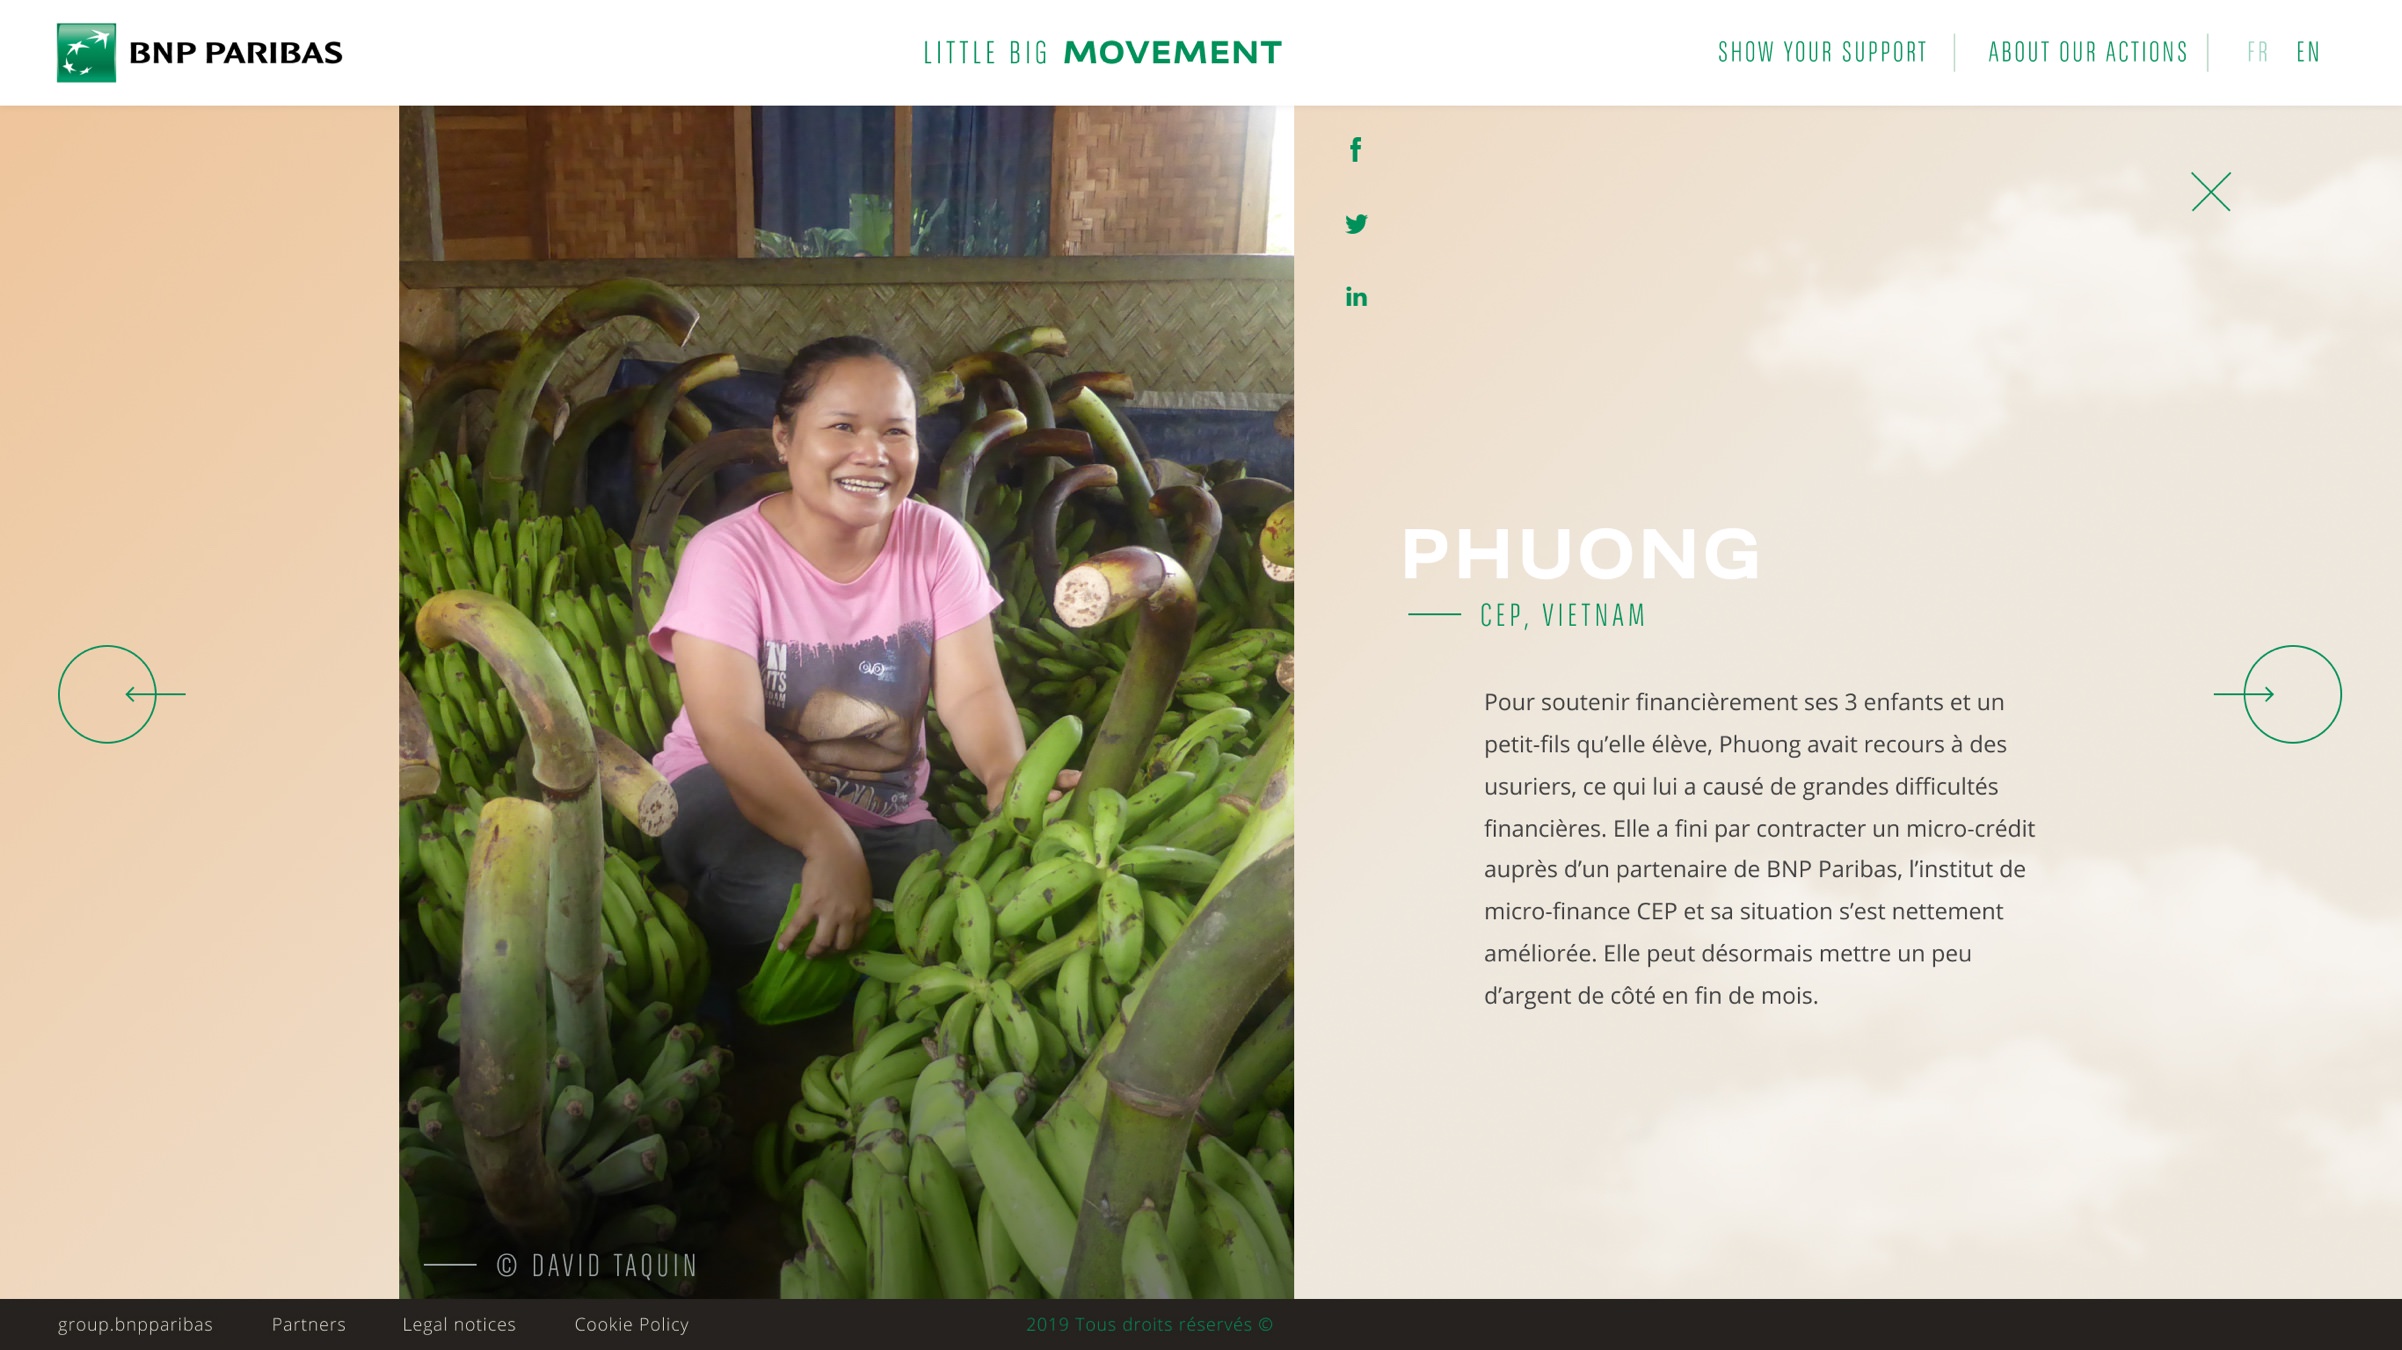 BNP PARIBAS
LITTLE BIG MOVEMENT
SHOW YOUR SUPPORT
ABOUT OUR ACTIONS
FR EN
f
in
PHUONG
CEP, VIETNAM
Pour soutenir financièrement ses 3 enfants et un
petit-fils qu’elle élève, Phuong avait recours à des
usuriers, ce qui lui a causé de grandes difficultés
financières. Elle a fini par contracter un micro-crédit
auprès d’un partenaire de BNP Paribas, l’institut de
micro-finance CEP et sa situation s’est nettement
améliorée. Elle peut désormais mettre un peu
d’argent de côté en fin de mois.
© DAVID TAQUIN
group.bnpparibas
Partners
Legal notices
Cookie Policy
2019 Tous droits réservés ©